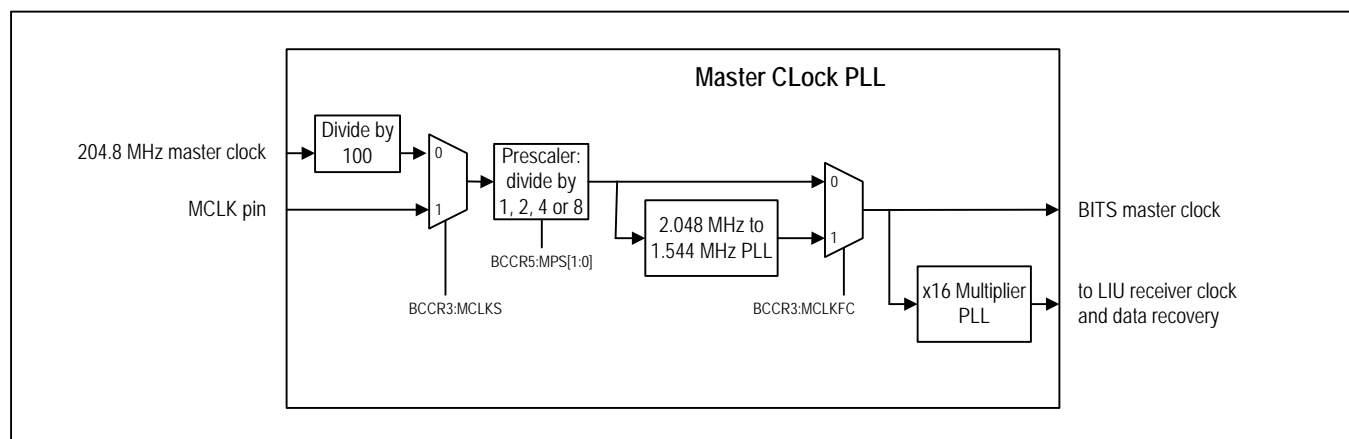 Master CLock PLL
204.8 MHz master clock
Divide by
100
0
MCLK pin
1
Prescaler:
divide by
1, 2, 4 or 8
BCCR5:MPS[1:0]
BCCR3:MCLKS
2.048 MHz to
1.544 MHz PLL
0
1
BCCR3:MCLKFC
BITS master clock
x16 Multiplier
PLL
to LIU receiver clock
and data recovery